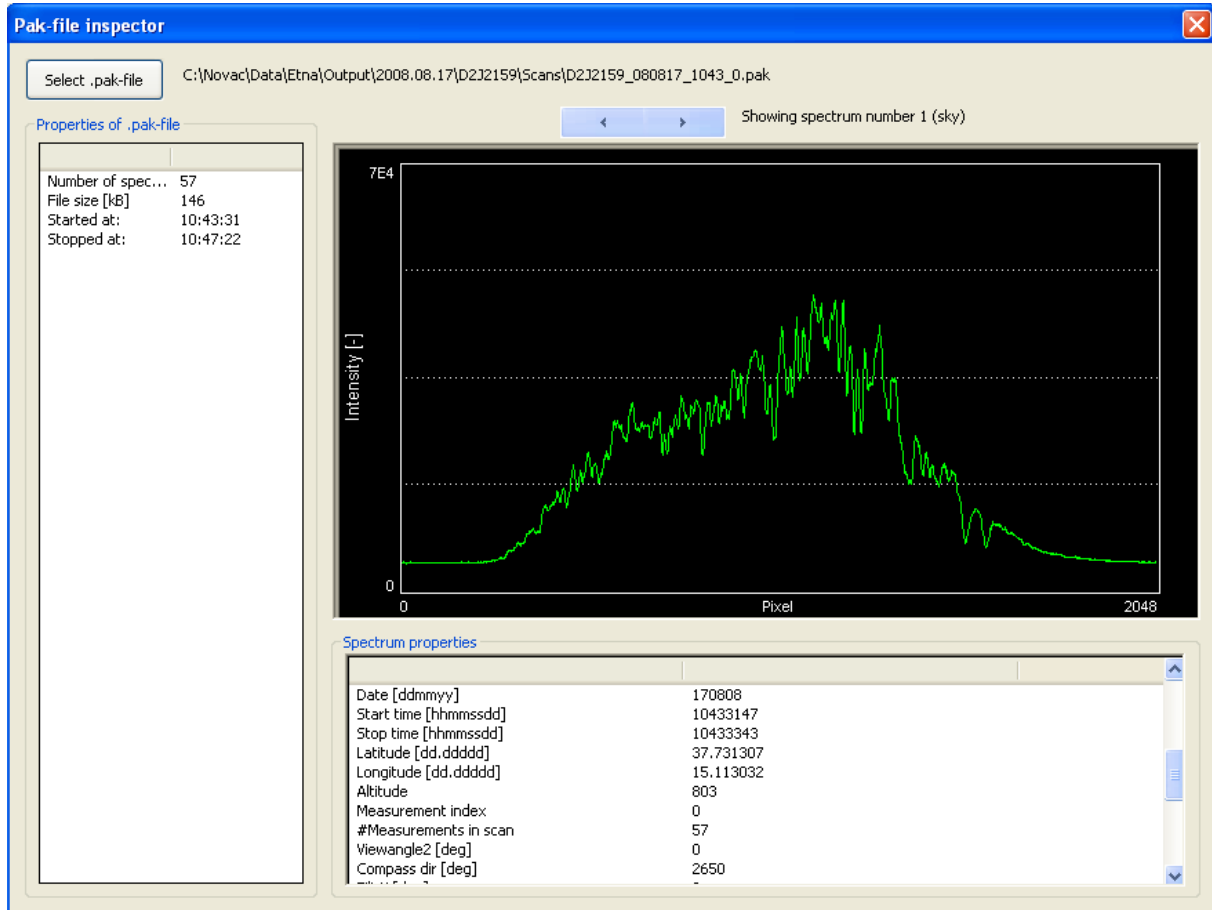 Pak-file inspector
Select .pak-file
C:\Novac\Data\Etna\Output\2008.08.17\D2J2159\Scans\D2J2159_080817_1043_0.pak
Properties of .pak-file
Showing spectrum number 1 (sky)
Number of spec... 57
File size [kB] 146
Started at: 10:43:31
Stopped at: 10:47:22
7E4
Intensity [-]
0
0 Pixel 2048
Spectrum properties
Date [ddmmyy] 170808
Start time [hhmmssdd] 10433147
Stop time [hhmmssdd] 10433343
Latitude [dd.ddddd] 37.731307
Longitude [dd.ddddd] 15.113032
Altitude 803
Measurement index 0
#Measurements in scan 57
Viewangle2 [deg] 0
Compass dir [deg] 2650